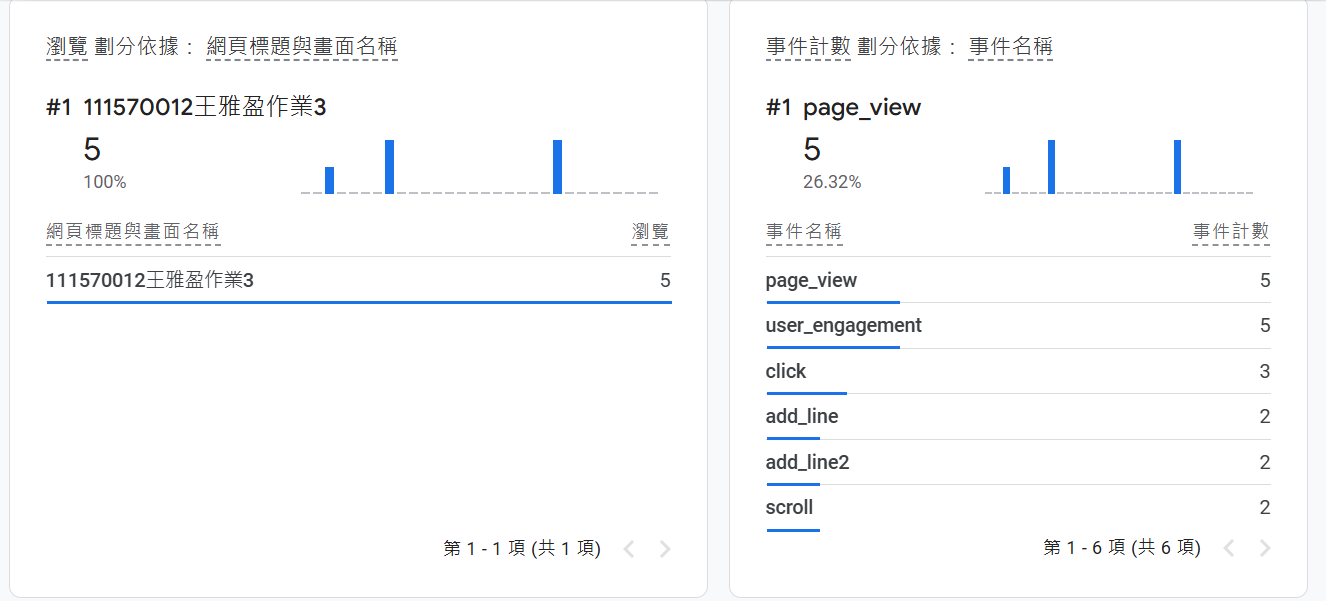 瀏覽 劃分依據： 網頁標題與畫面名稱
#1 111570012王雅盈作業3
5
100%
網頁標題與畫面名稱 瀏覽
111570012王雅盈作業3 5
第 1 - 1 項 (共 1 項)
事件計數 劃分依據： 事件名稱
#1 page_view
5
26.32%
事件名稱 事件計數
page_view 5
user_engagement 5
click 3
add_line 2
add_line2 2
scroll 2
第 1 - 6 項 (共 6 項)